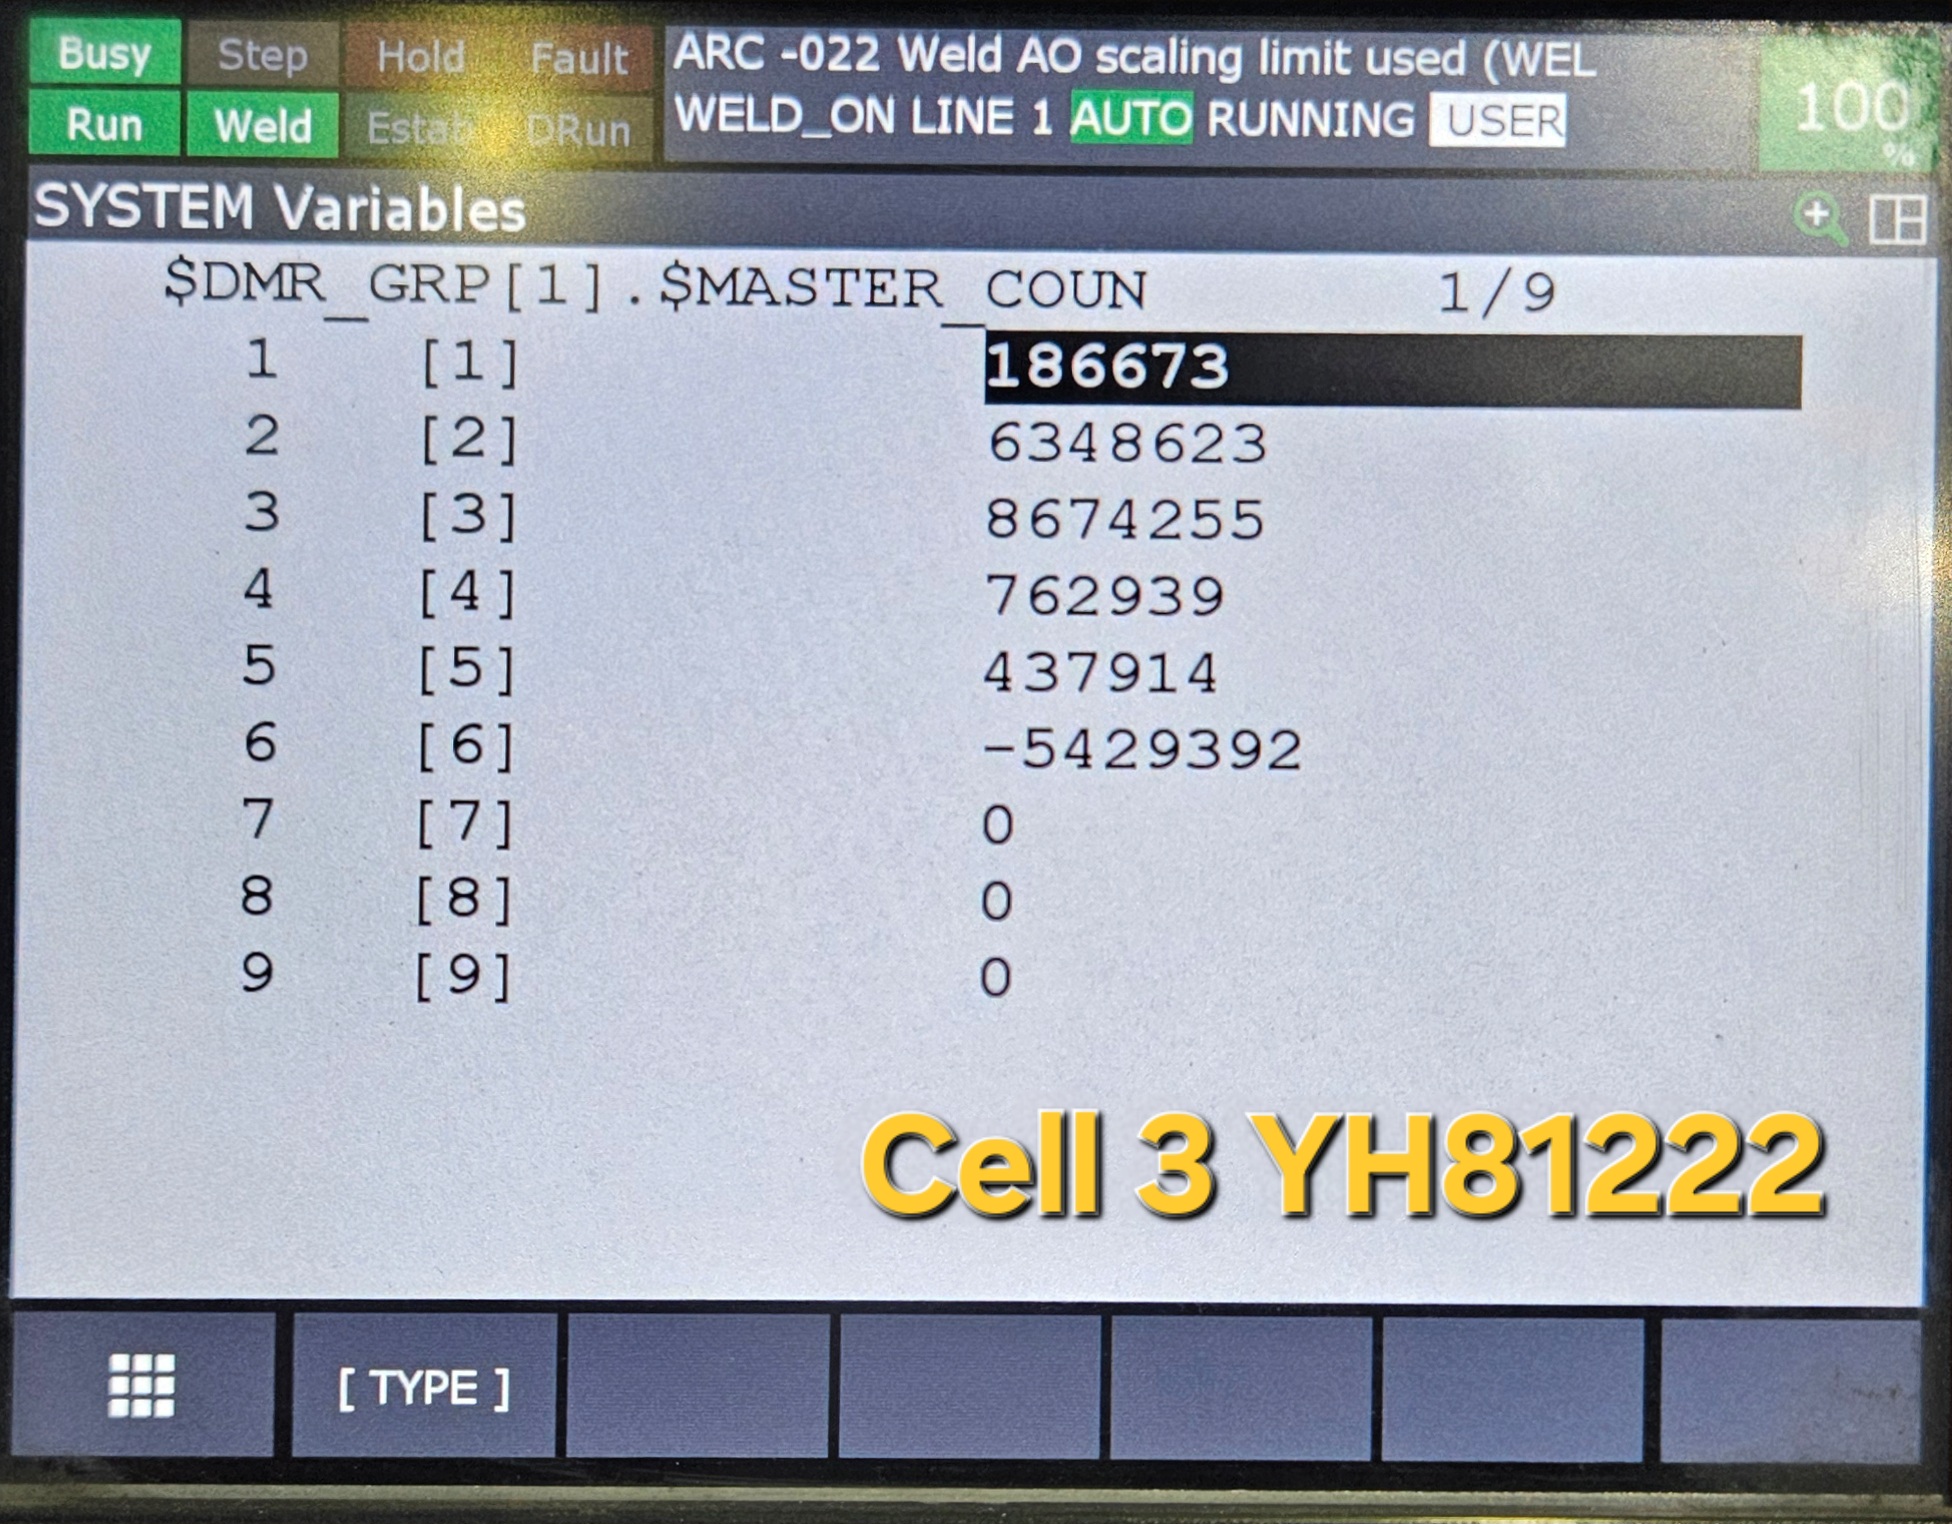 Busy Step Hold Fault ARC -022 Weld AO scaling limit used (WEL
Run Weld Estab DRun WELD_ON LINE 1 AUTO RUNNING USER
100
%
SYSTEM Variables
$DMR_GRP[1].$MASTER_COUN 1/9
1 [1] 186673
2 [2] 6348623
3 [3] 8674255
4 [4] 762939
5 [5] 437914
6 [6] -5429392
7 [7] 0
8 [8] 0
9 [9] 0
Cell 3 YH81222
[ TYPE ]